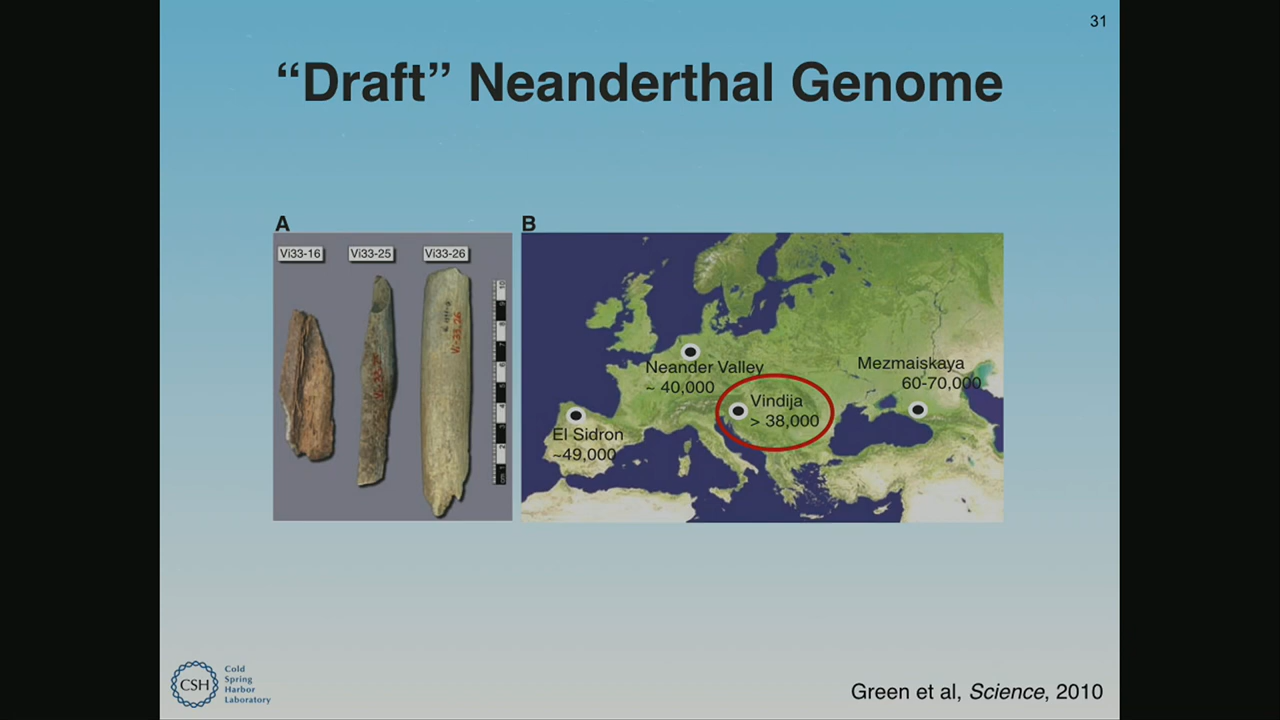 31
“Draft” Neanderthal Genome
A
B
Vi33-16
Vi33-25
Vi33-26
Neander Valley
~ 40,000
Mezmaiskaya
60-70,000
Vindija
> 38,000
El Sidron
~49,000
CSH
Cold
Spring
Harbor
Laboratory
Green et al, Science, 2010